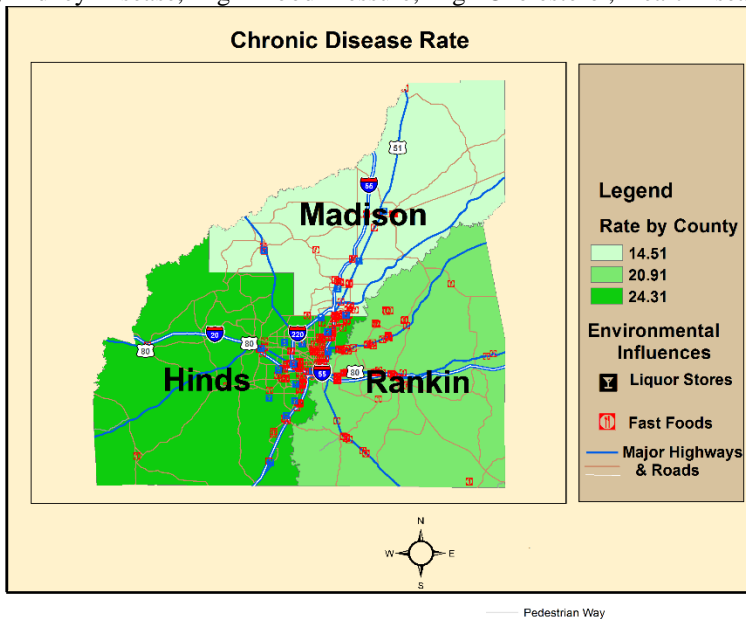 Chronic Disease Rate
51
55
Madison
20
220
80
80
Hinds
55
80
Rankin
Legend
Rate by County
14.51
20.91
24.31
Environmental
Influences
Liquor Stores
Fast Foods
Major Highways
& Roads
N
W
E
S
Pedestrian Way